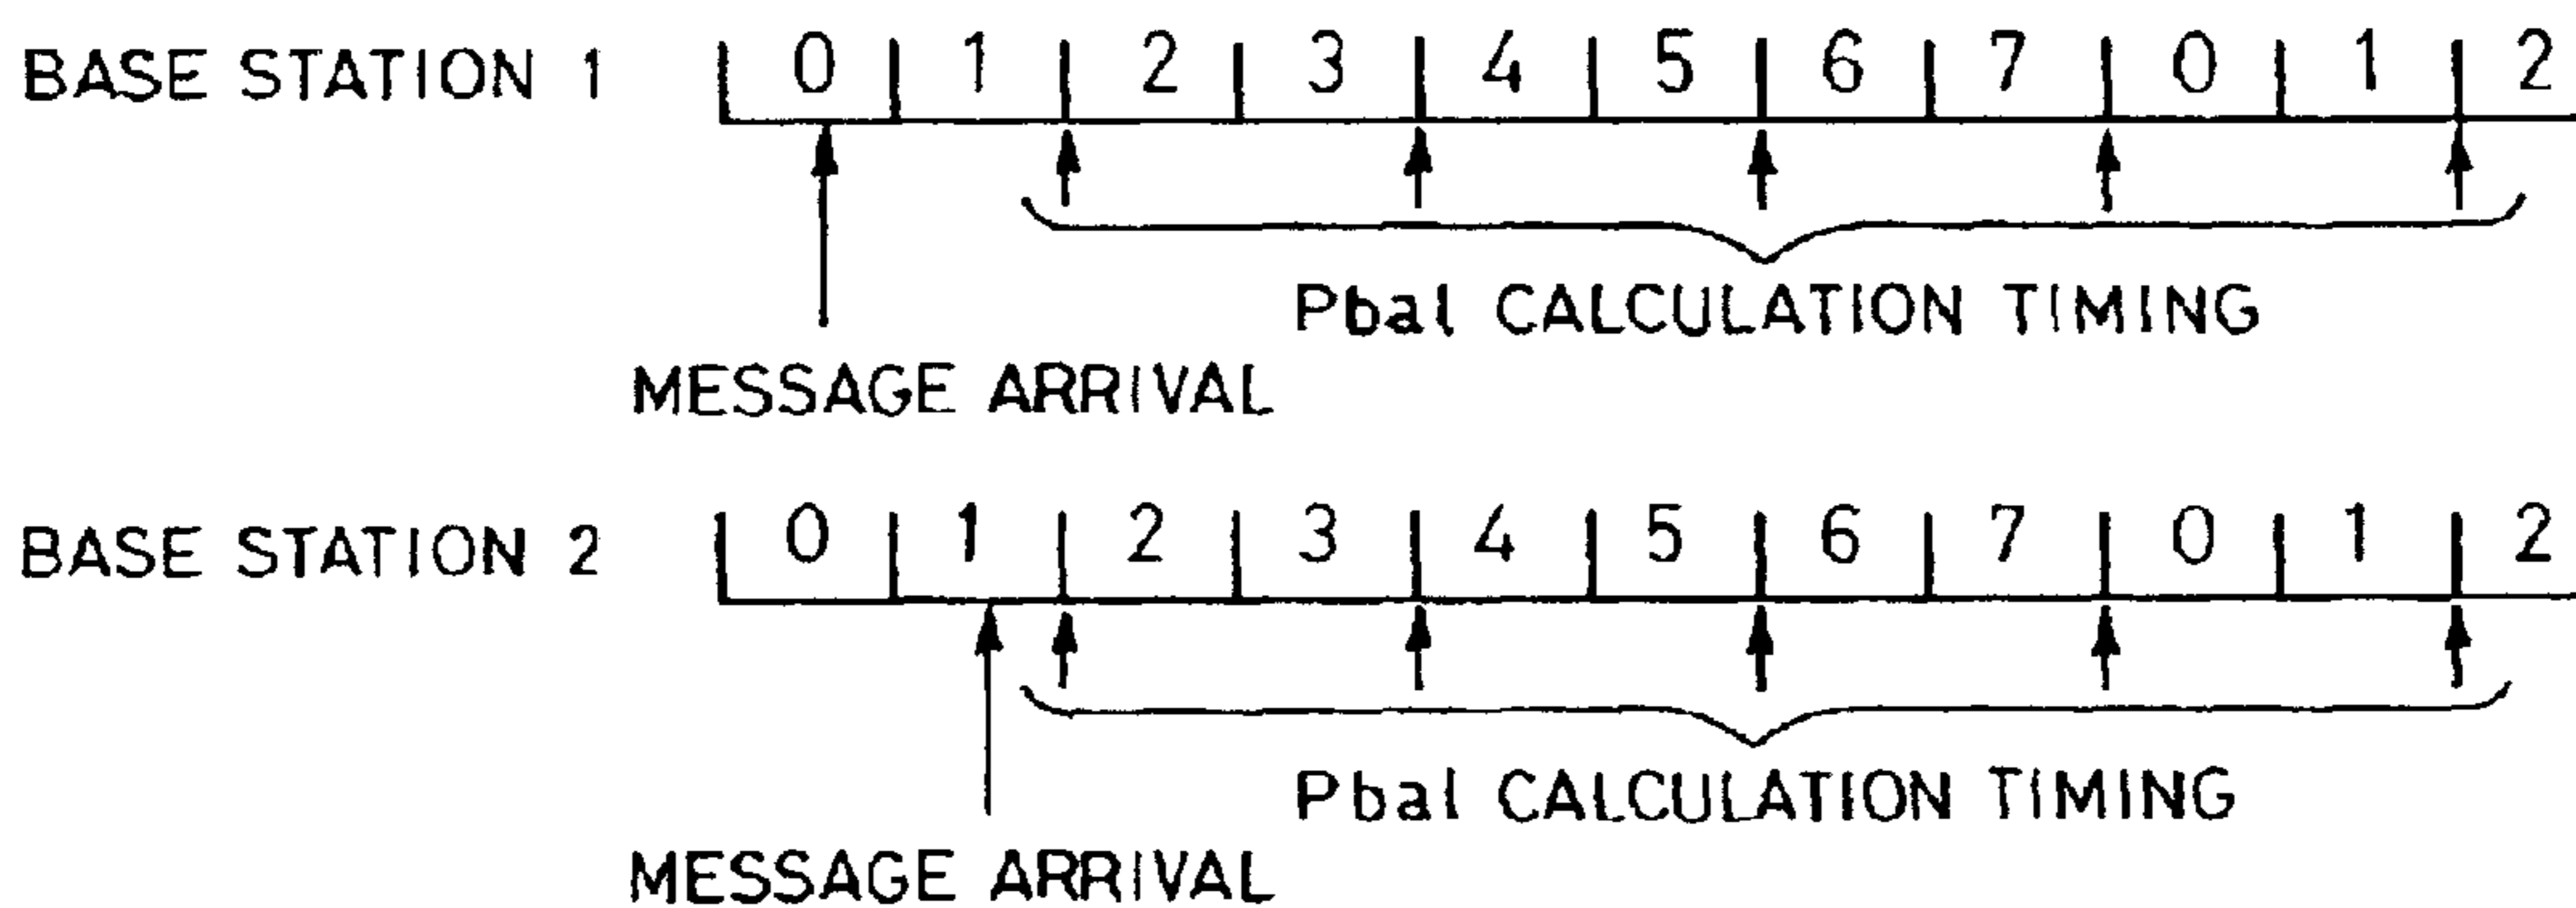 BASE STATION 1 0 1 2 3 4 5 6 7 0 1 2
Pbal CALCULATION TIMING
MESSAGE ARRIVAL
BASE STATION 2 0 1 2 3 4 5 6 7 0 1 2
Pbal CALCULATION TIMING
MESSAGE ARRIVAL